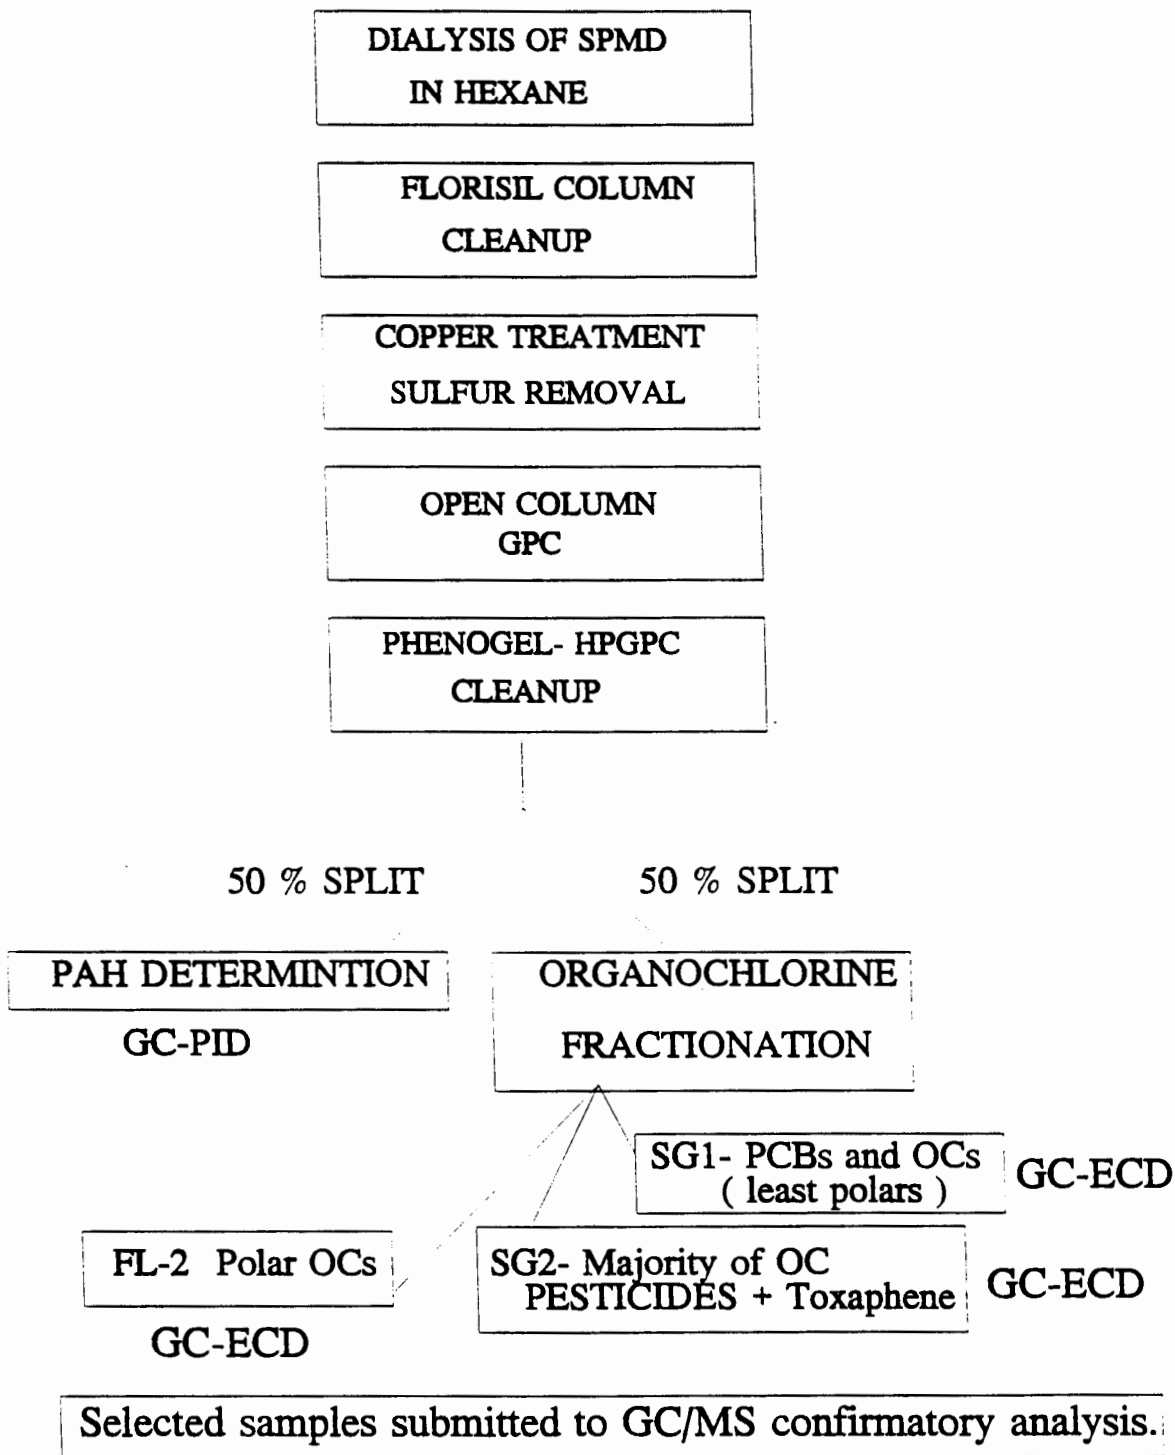 DIALYSIS OF SPMD
IN HEXANE
FLORISIL COLUMN
CLEANUP
COPPER TREATMENT
SULFUR REMOVAL
OPEN COLUMN
GPC
PHENOGEL- HPGPC
CLEANUP
50 % SPLIT
50 % SPLIT
PAH DETERMINTION
GC-PID
ORGANOCHLORINE
FRACTIONATION
SG1- PCBs and OCs
( least polars )
GC-ECD
FL-2 Polar OCs
GC-ECD
SG2- Majority of OC
PESTICIDES + Toxaphene
GC-ECD
Selected samples submitted to GC/MS confirmatory analysis.